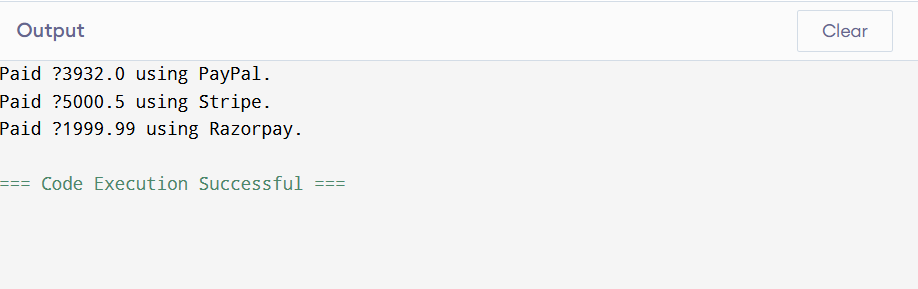 Output
Clear
Paid ?3932.0 using PayPal.
Paid ?5000.5 using Stripe.
Paid ?1999.99 using Razorpay.
=== Code Execution Successful ===